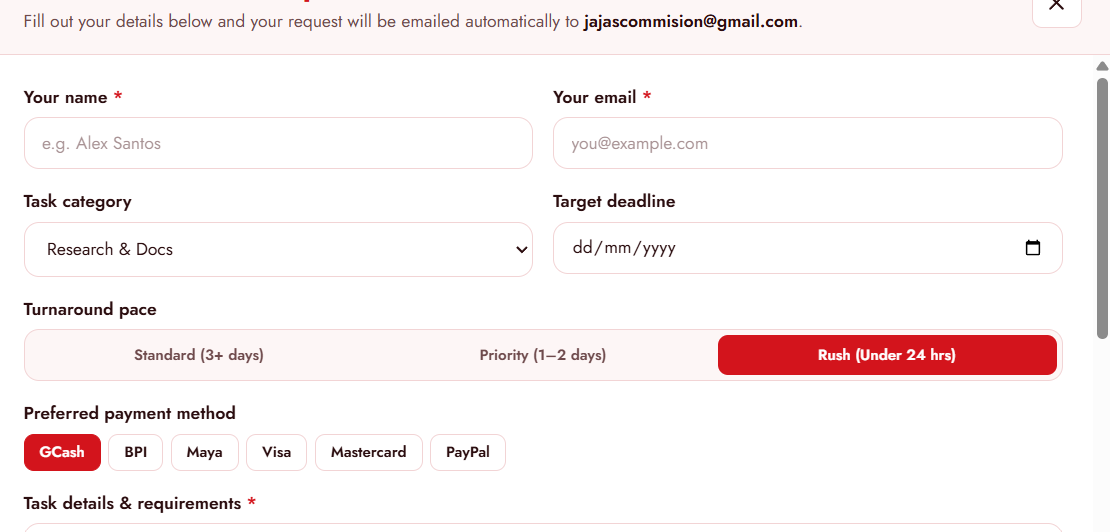 Fill out your details below and your request will be emailed automatically to jajascommision@gmail.com.
Your name *
Your email *
e.g. Alex Santos
you@example.com
Task category
Target deadline
Research & Docs
dd/mm/yyyy
Turnaround pace
Standard (3+ days)
Priority (1–2 days)
Rush (Under 24 hrs)
Preferred payment method
GCash
BPI
Maya
Visa
Mastercard
PayPal
Task details & requirements *